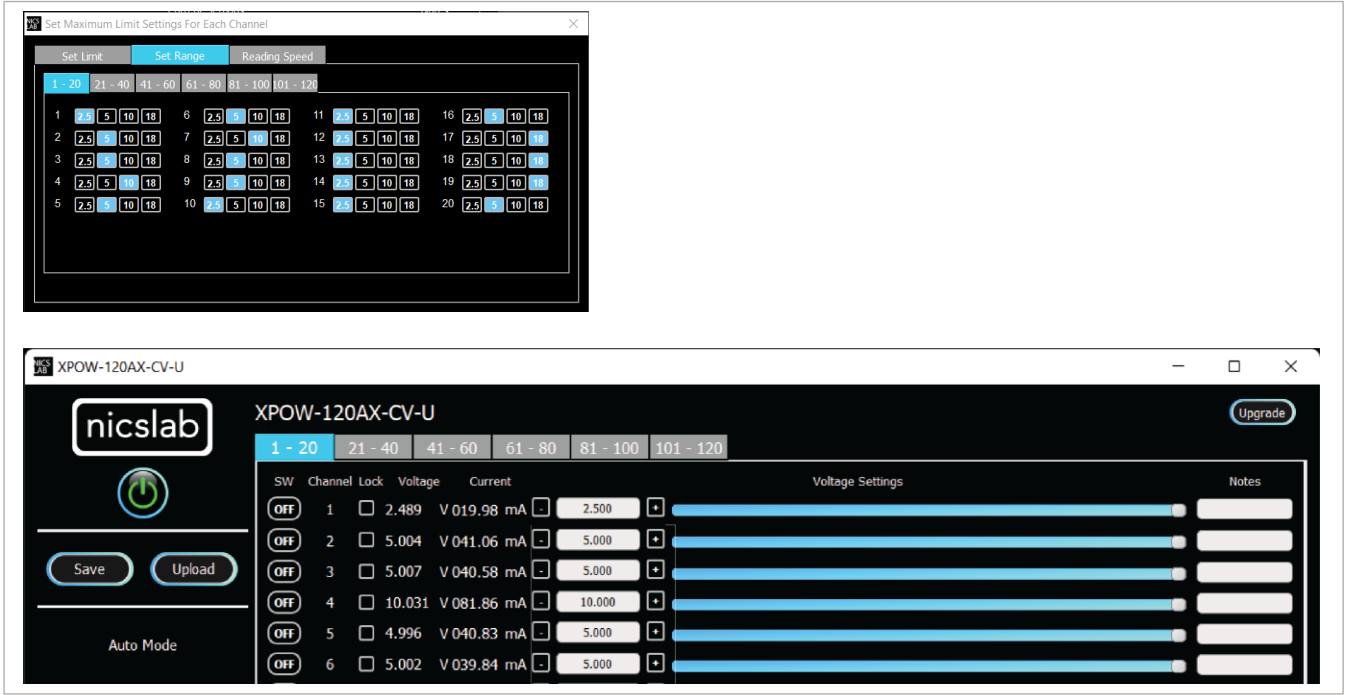 NICS LAB Set Maximum Limit Settings For Each Channel
Set Limit Set Range Reading Speed
1 - 20 21 - 40 41 - 60 61 - 80 81 - 100 101 - 120
1 2.5 5 10 18 6 2.5 5 10 18 11 2.5 5 10 18 16 2.5 5 10 18
2 2.5 5 10 18 7 2.5 5 10 18 12 2.5 5 10 18 17 2.5 5 10 18
3 2.5 5 10 18 8 2.5 5 10 18 13 2.5 5 10 18 18 2.5 5 10 18
4 2.5 5 10 18 9 2.5 5 10 18 14 2.5 5 10 18 19 2.5 5 10 18
5 2.5 5 10 18 10 2.5 5 10 18 15 2.5 5 10 18 20 2.5 5 10 18
NICS LAB XPOW-120AX-CV-U
nicslab
Save Upload
Auto Mode
XPOW-120AX-CV-U
Upgrade
1 - 20 21 - 40 41 - 60 61 - 80 81 - 100 101 - 120
SW Channel Lock Voltage Current Voltage Settings Notes
OFF 1 2.489 V 019.98 mA - 2.500 +
OFF 2 5.004 V 041.06 mA - 5.000 +
OFF 3 5.007 V 040.58 mA - 5.000 +
OFF 4 10.031 V 081.86 mA - 10.000 +
OFF 5 4.996 V 040.83 mA - 5.000 +
OFF 6 5.002 V 039.84 mA - 5.000 +